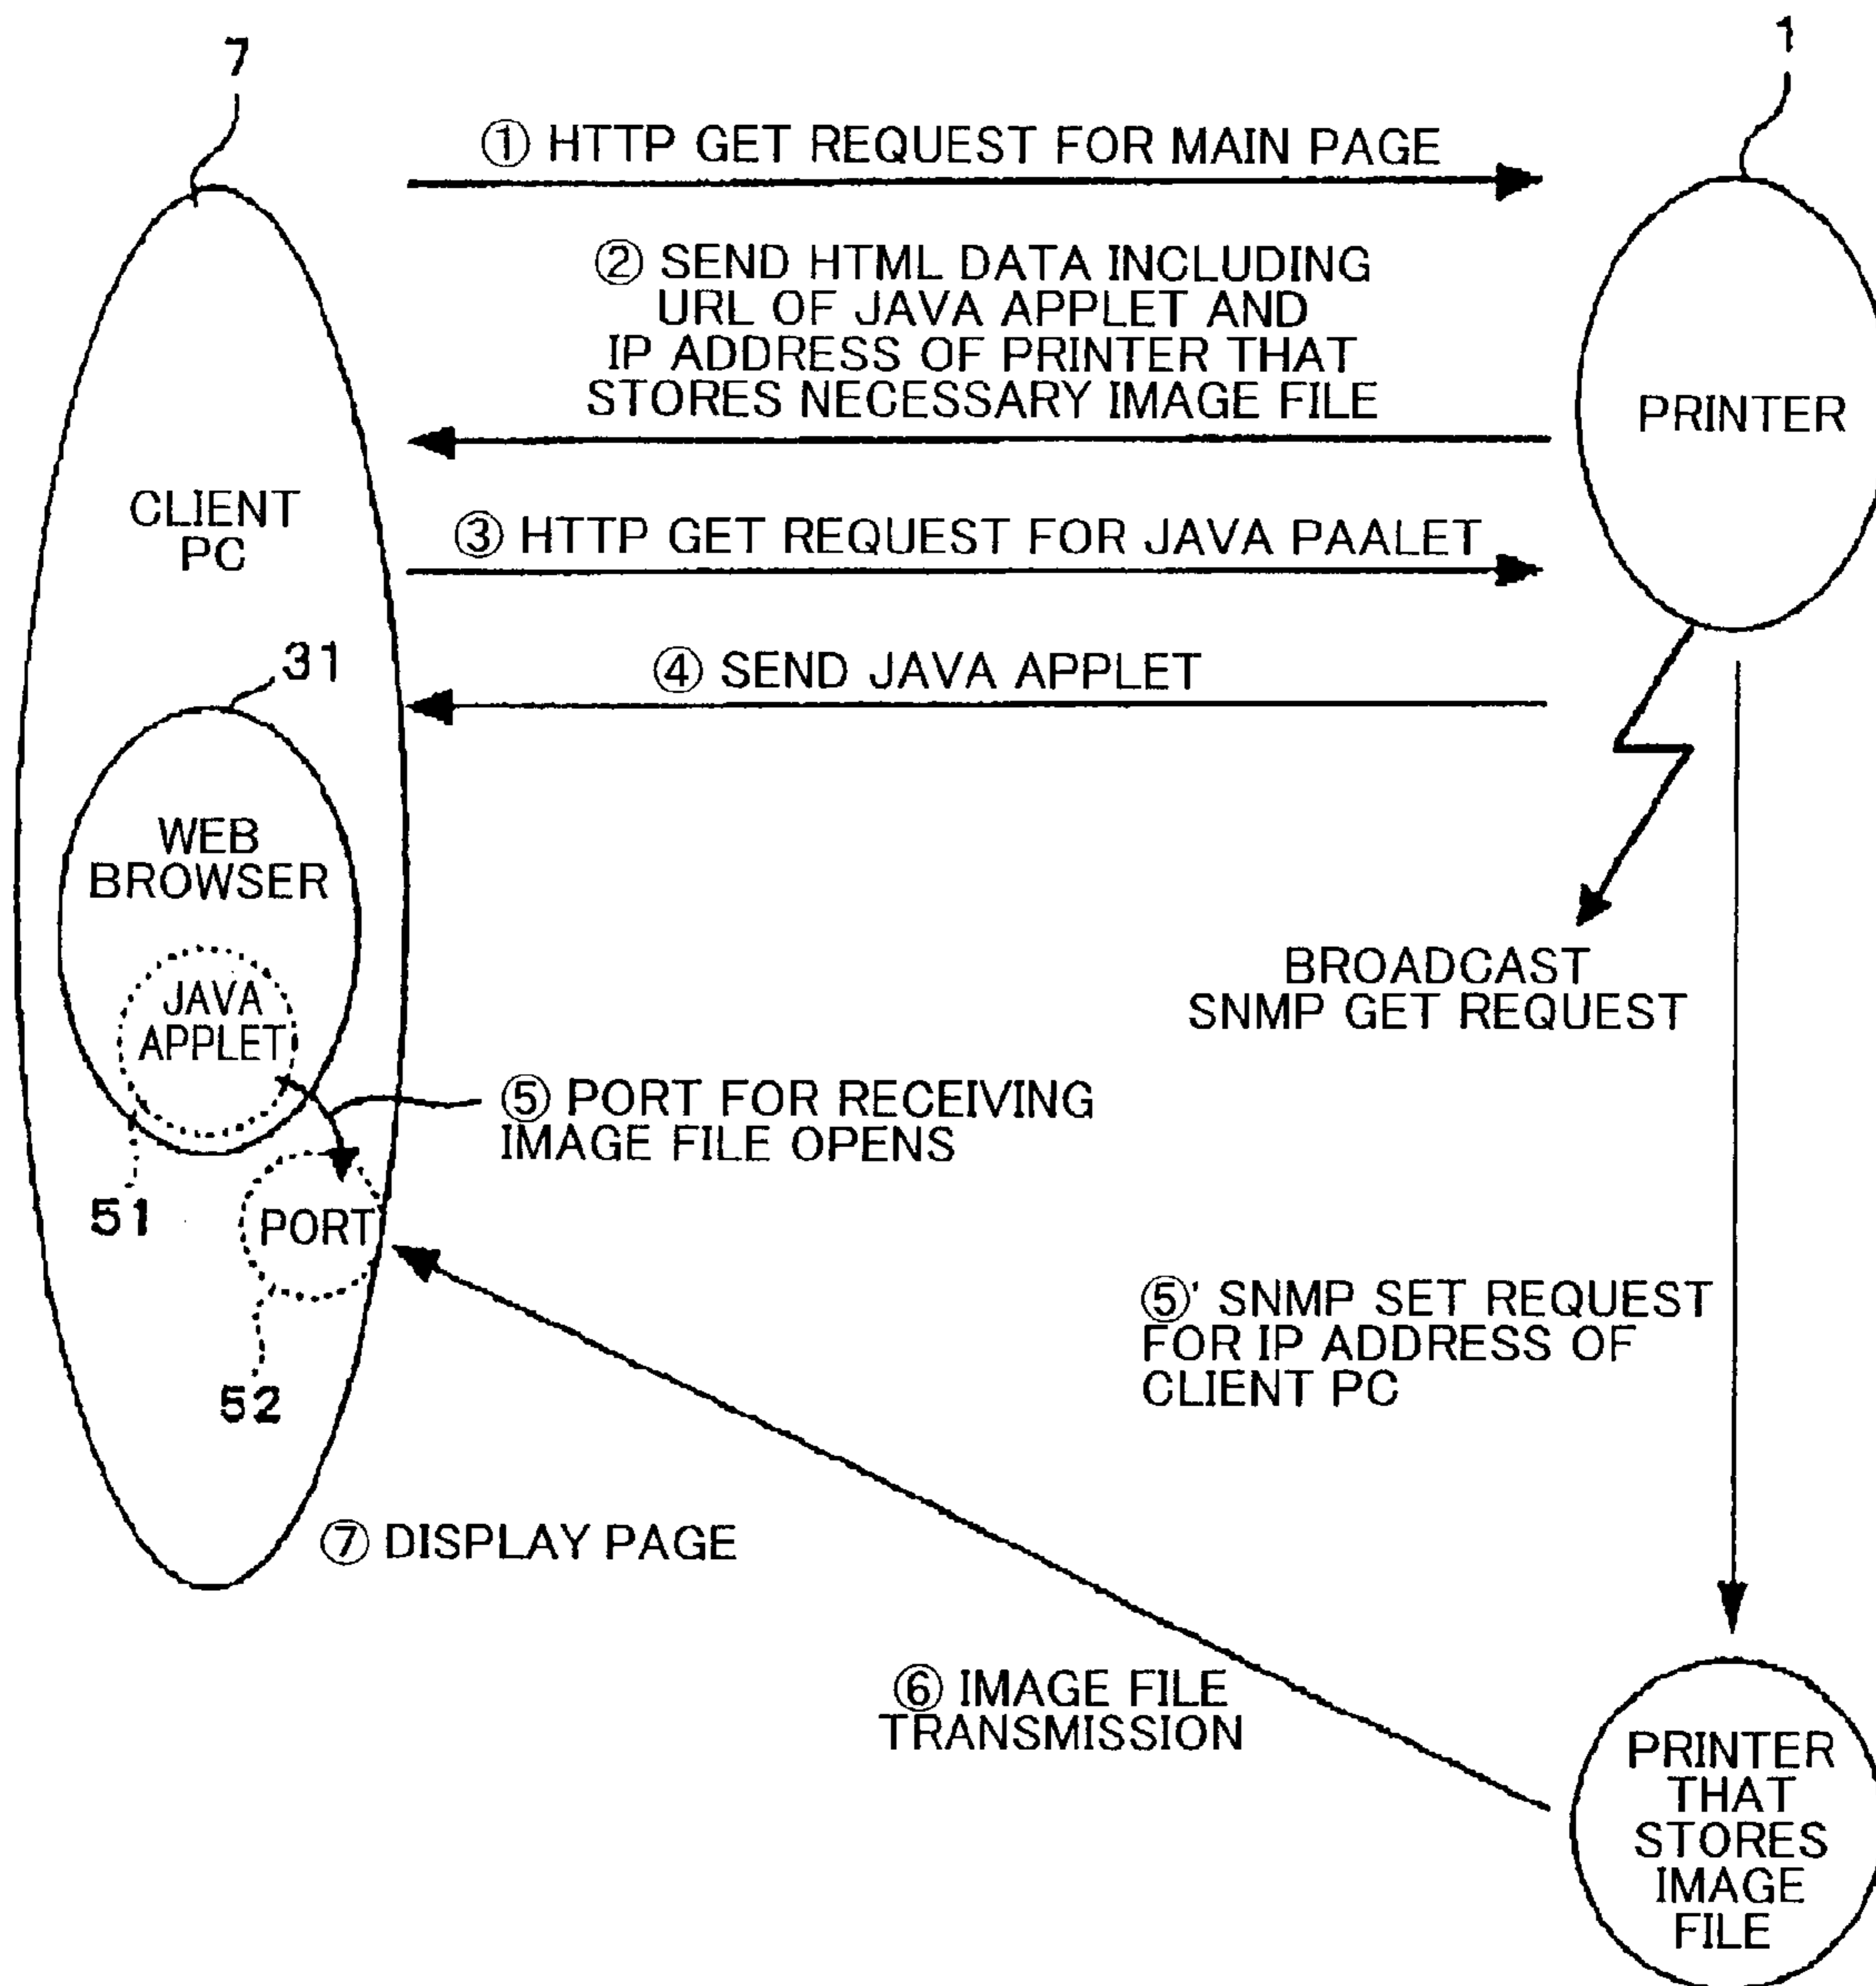 7
1
① HTTP GET REQUEST FOR MAIN PAGE
② SEND HTML DATA INCLUDING
URL OF JAVA APPLET AND
IP ADDRESS OF PRINTER THAT
STORES NECESSARY IMAGE FILE
PRINTER
CLIENT
PC
③ HTTP GET REQUEST FOR JAVA PAALET
31
④ SEND JAVA APPLET
WEB
BROWSER
JAVA
APPLET
BROADCAST
SNMP GET REQUEST
⑤ PORT FOR RECEIVING
IMAGE FILE OPENS
51
PORT
52
⑤' SNMP SET REQUEST
FOR IP ADDRESS OF
CLIENT PC
⑦ DISPLAY PAGE
⑥ IMAGE FILE
TRANSMISSION
PRINTER
THAT
STORES
IMAGE
FILE